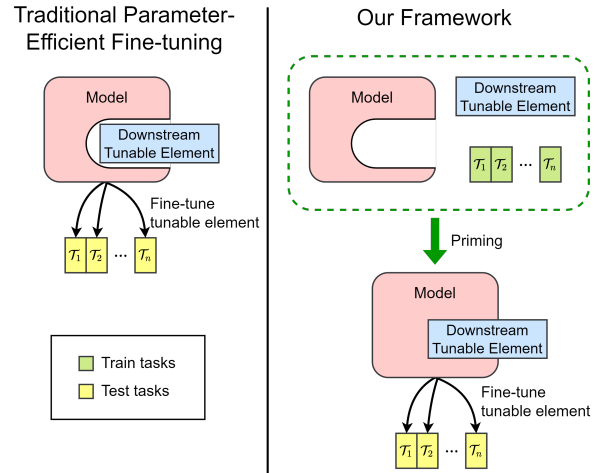 Traditional Parameter-
Efficient Fine-tuning
Model
Downstream
Tunable Element
Fine-tune
tunable element
𝒯1 𝒯2 ... 𝒯n
Train tasks
Test tasks
Our Framework
Model
Downstream
Tunable Element
𝒯1 𝒯2 ... 𝒯n
Priming
Model
Downstream
Tunable Element
Fine-tune
tunable element
𝒯1 𝒯2 ... 𝒯n